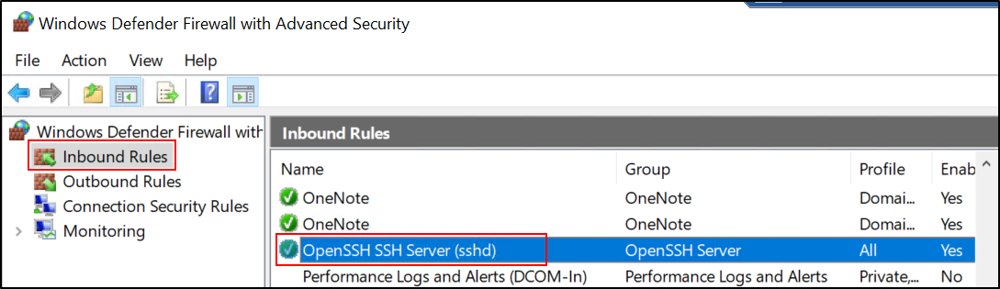 Windows Defender Firewall with Advanced Security
File Action View Help
Windows Defender Firewall with
Inbound Rules
Outbound Rules
Connection Security Rules
Monitoring
Inbound Rules
Name Group Profile Enab
OneNote OneNote Domai... Yes
OneNote OneNote Domai... Yes
OpenSSH SSH Server (sshd) OpenSSH Server All Yes
Performance Logs and Alerts (DCOM-In) Performance Logs and Alerts Private,... No